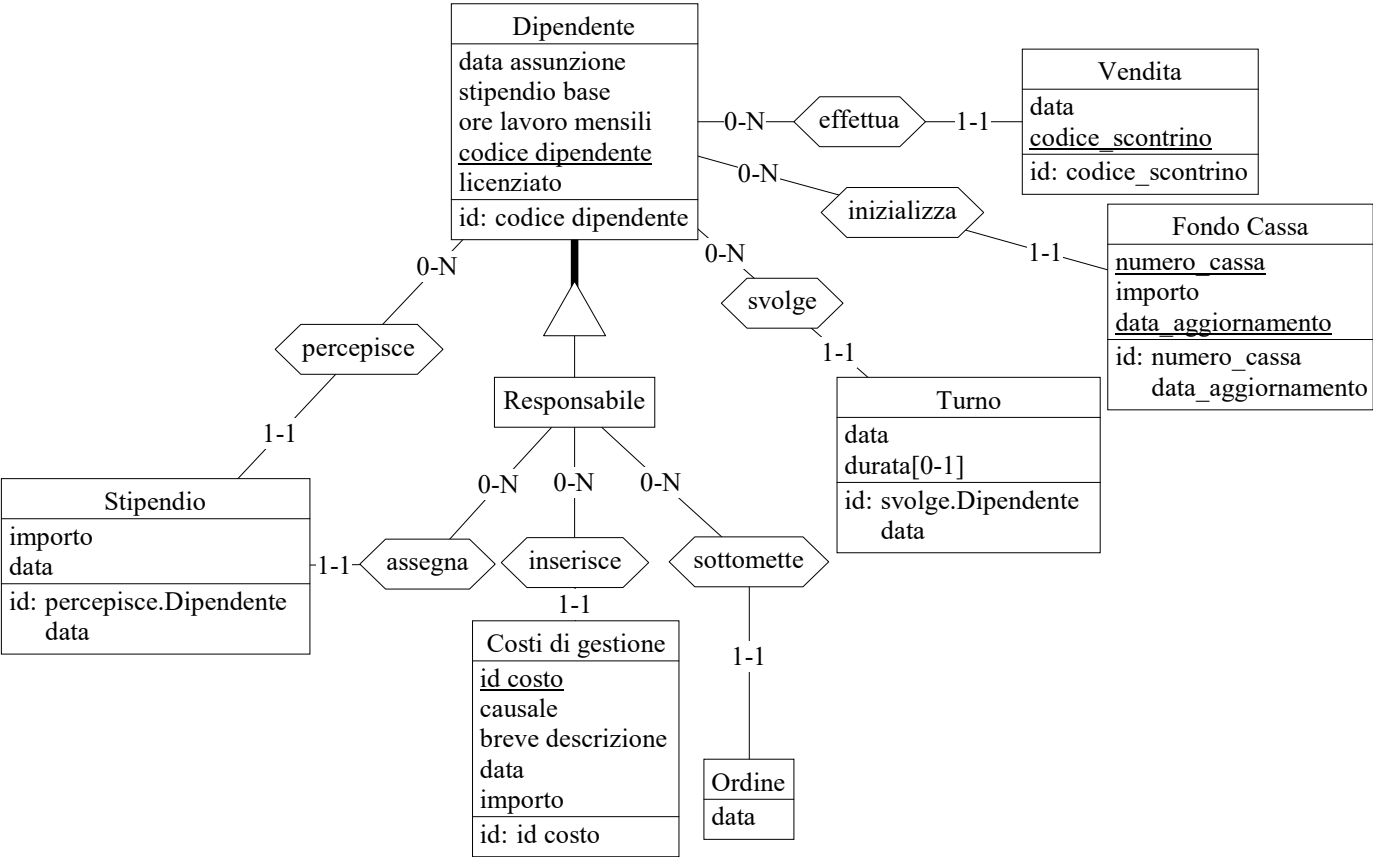 Dipendente
data assunzione
stipendio base
ore lavoro mensili
codice dipendente
licenziato
id: codice dipendente
0-N
effettua
1-1
Vendita
data
codice_scontrino
id: codice_scontrino
0-N
inizializza
1-1
Fondo Cassa
numero_cassa
importo
data_aggiornamento
id: numero_cassa
data_aggiornamento
0-N
svolge
1-1
Turno
data
durata[0-1]
id: svolge.Dipendente
data
0-N
percepisce
1-1
Responsabile
Stipendio
importo
data
id: percepisce.Dipendente
data
0-N
0-N
0-N
1-1
assegna
inserisce
sottomette
1-1
Costi di gestione
id costo
causale
breve descrizione
data
importo
id: id costo
1-1
Ordine
data